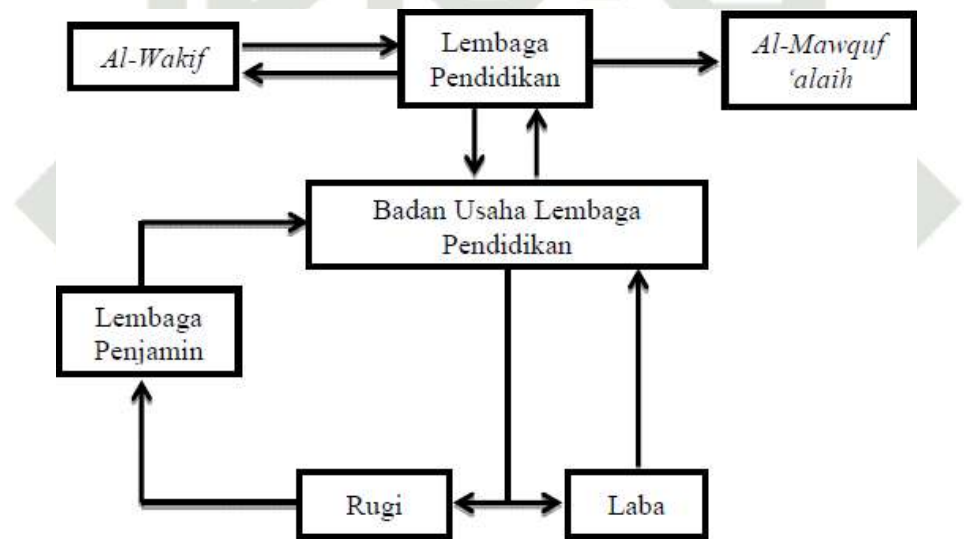 Al-Wakif
Lembaga
Pendidikan
Al-Mawquf
‘alaih
Badan Usaha Lembaga
Pendidikan
Lembaga
Penjamin
Rugi
Laba